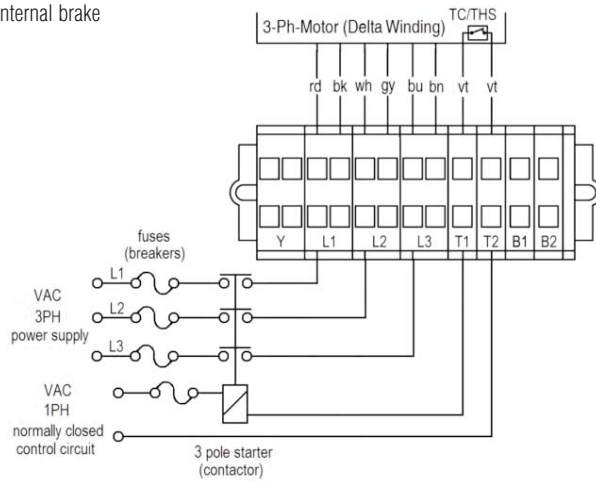 nternal brake
3-Ph-Motor (Delta Winding)
TC/THS
rd bk wh gy bu bn vt vt
Y L1 L2 L3 T1 T2 B1 B2
fuses
(breakers)
L1
VAC
L2
3PH
power supply
L3
VAC
1PH
normally closed
control circuit
3 pole starter
(contactor)